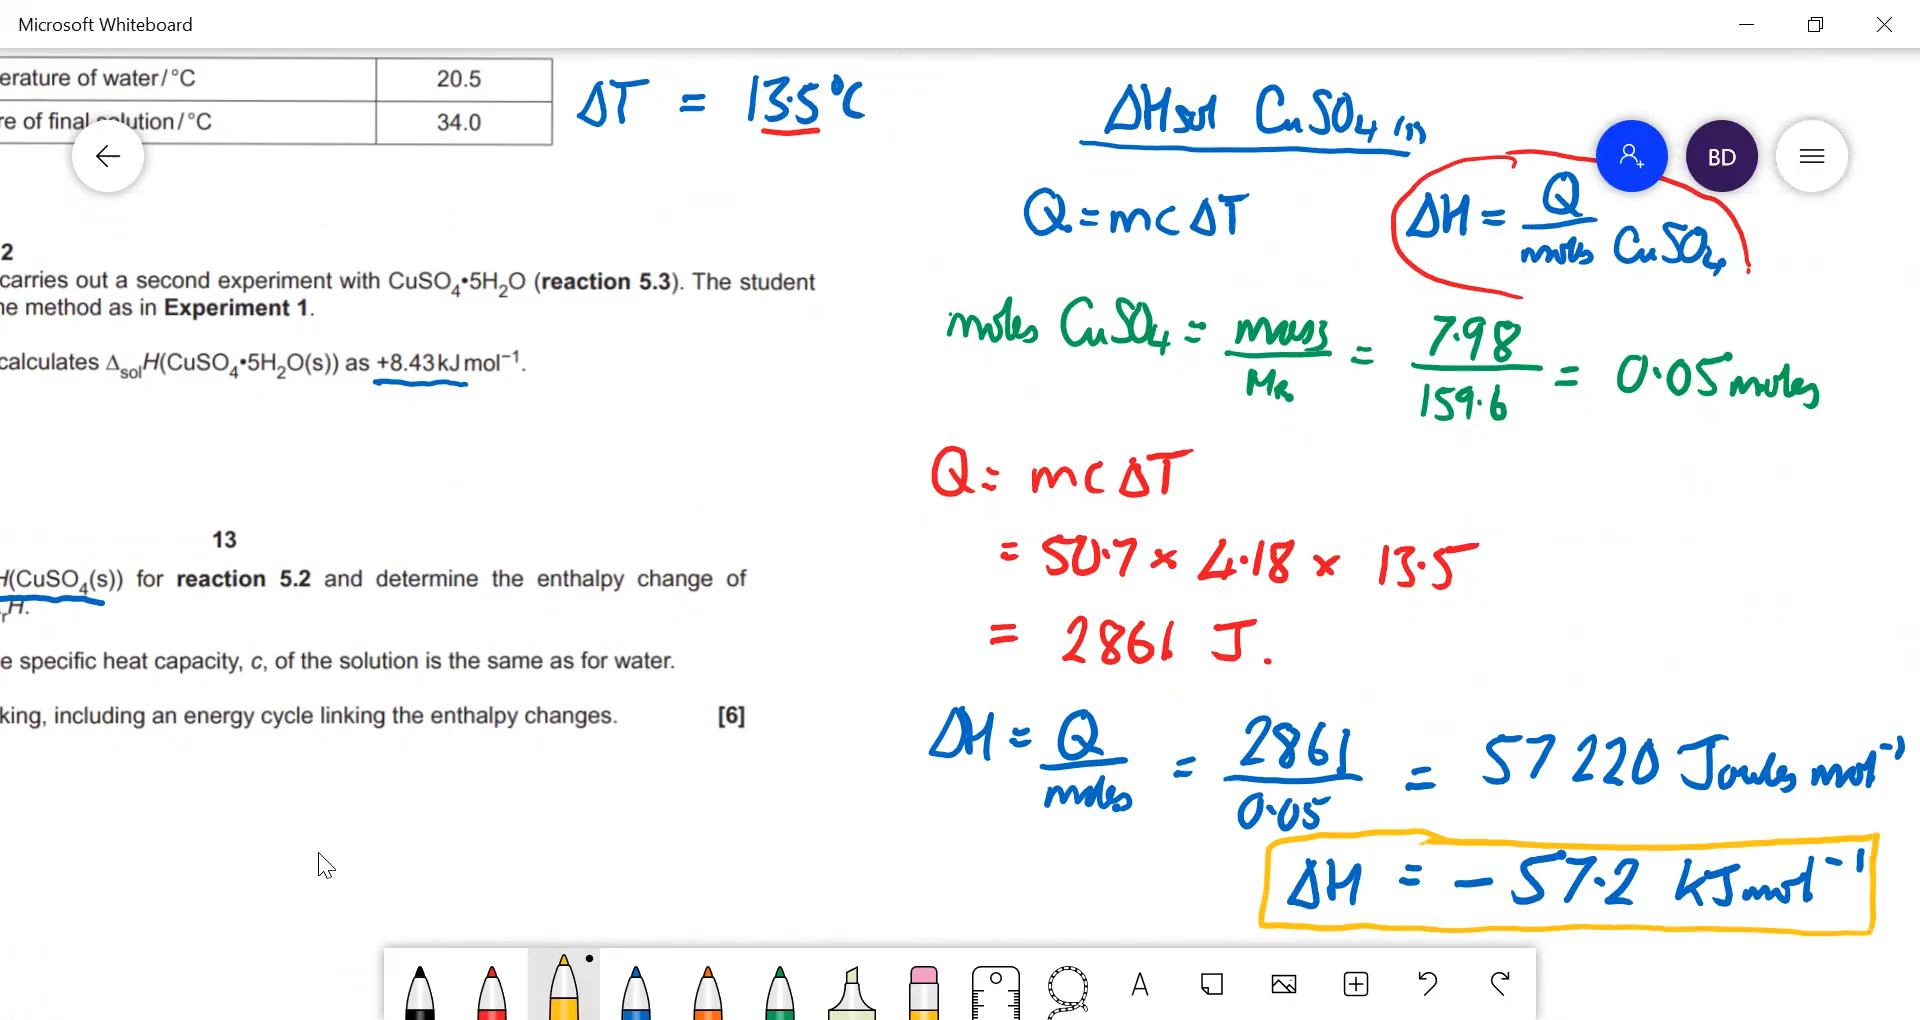 Microsoft Whiteboard
erature of water/°C 20.5
re of final solution/°C 34.0
ΔT = 13.5°C
2
carries out a second experiment with CuSO₄•5H₂O (reaction 5.3). The student
ne method as in Experiment 1.
calculates ΔsolH(CuSO₄•5H₂O(s)) as +8.43 kJ mol⁻¹.
13
H(CuSO₄(s)) for reaction 5.2 and determine the enthalpy change of
rH.
e specific heat capacity, c, of the solution is the same as for water.
king, including an energy cycle linking the enthalpy changes. [6]
ΔHsol CuSO₄ (s)
BD
Q = mcΔT
ΔH = Q / moles CuSO₄
moles CuSO₄ = mass / Mr = 7.98 / 159.6 = 0.05 moles
Q = mcΔT
= 50.7 × 4.18 × 13.5
= 2861 J.
ΔH = Q / moles = 2861 / 0.05 = 57220 Joules mol⁻¹
ΔH = - 57.2 kJmol⁻¹
A